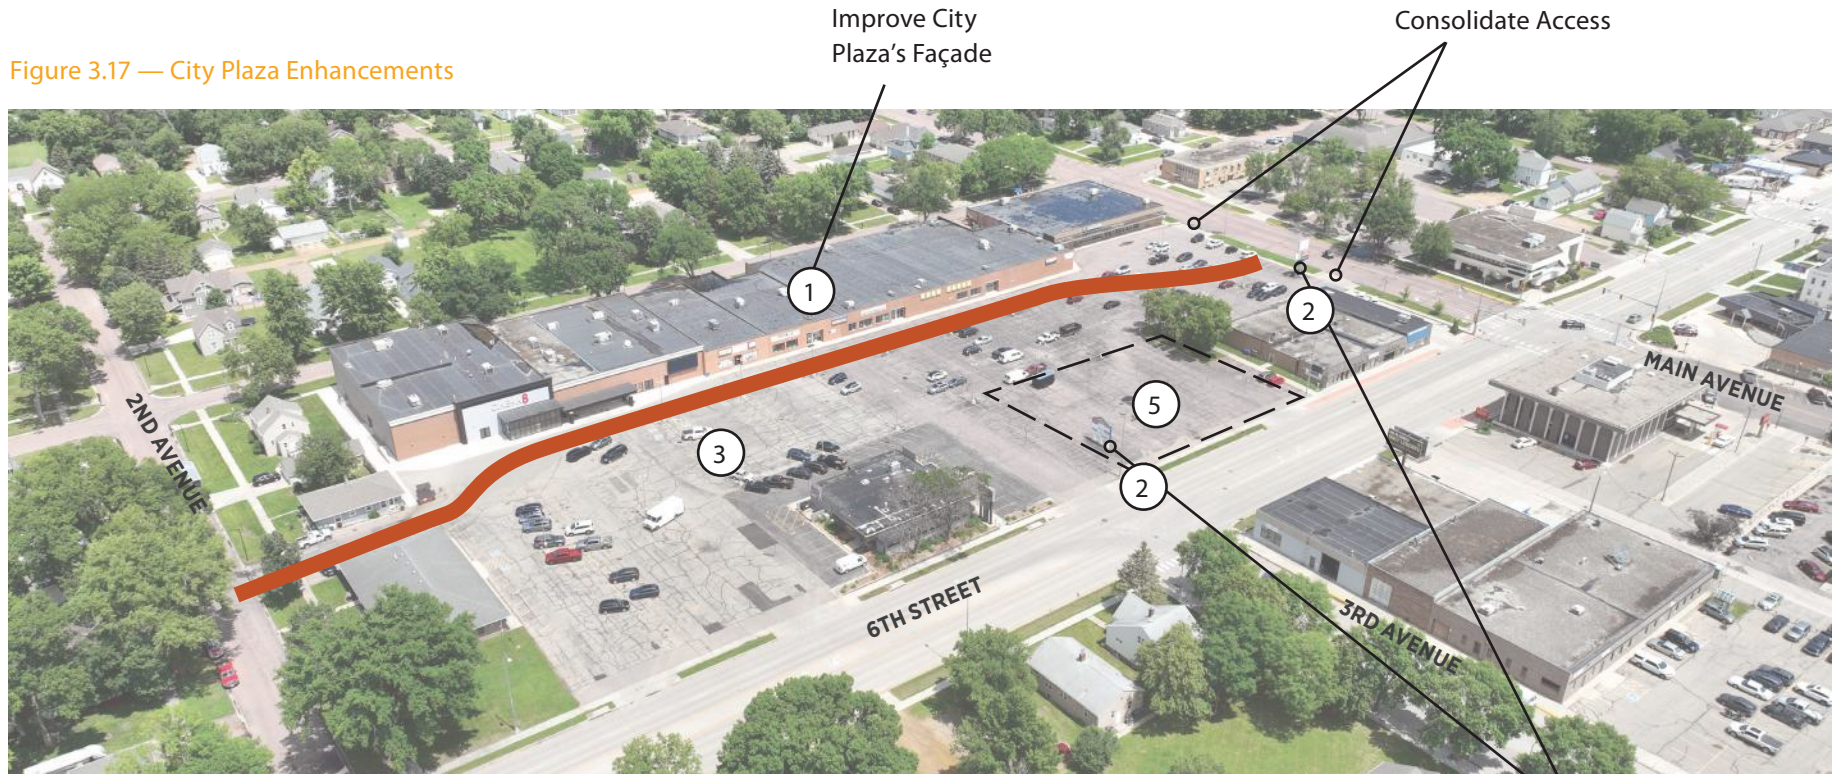 Improve City
Plaza's Façade
Consolidate Access
Figure 3.17 — City Plaza Enhancements
1
2
3
5
2
2ND AVENUE
MAIN AVENUE
6TH STREET
3RD AVENUE